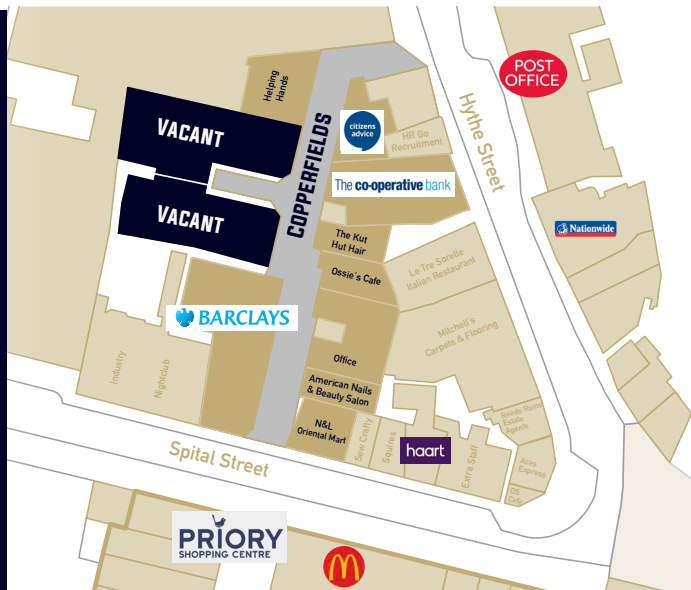 POST
OFFICE
Helping
Hands
Hythe Street
VACANT
COPPERFIELDS
citizens
advice
HR Go
Recruitment
The co-operative bank
VACANT
Nationwide
The Kut
Hut Hair
Le Tre Sorelle
Italian Restaurant
Ossie's Cafe
BARCLAYS
Mitchell's
Carpets & Flooring
Industry
Nightclub
Office
American Nails
& Beauty Salon
N&L
Oriental Mart
Sew Crafty
Squires
haart
Extra Staff
Reeds Rains
Estate
Agents
Aces
Express
QS
Cafe
Spital Street
PRIORY
SHOPPING CENTRE
M